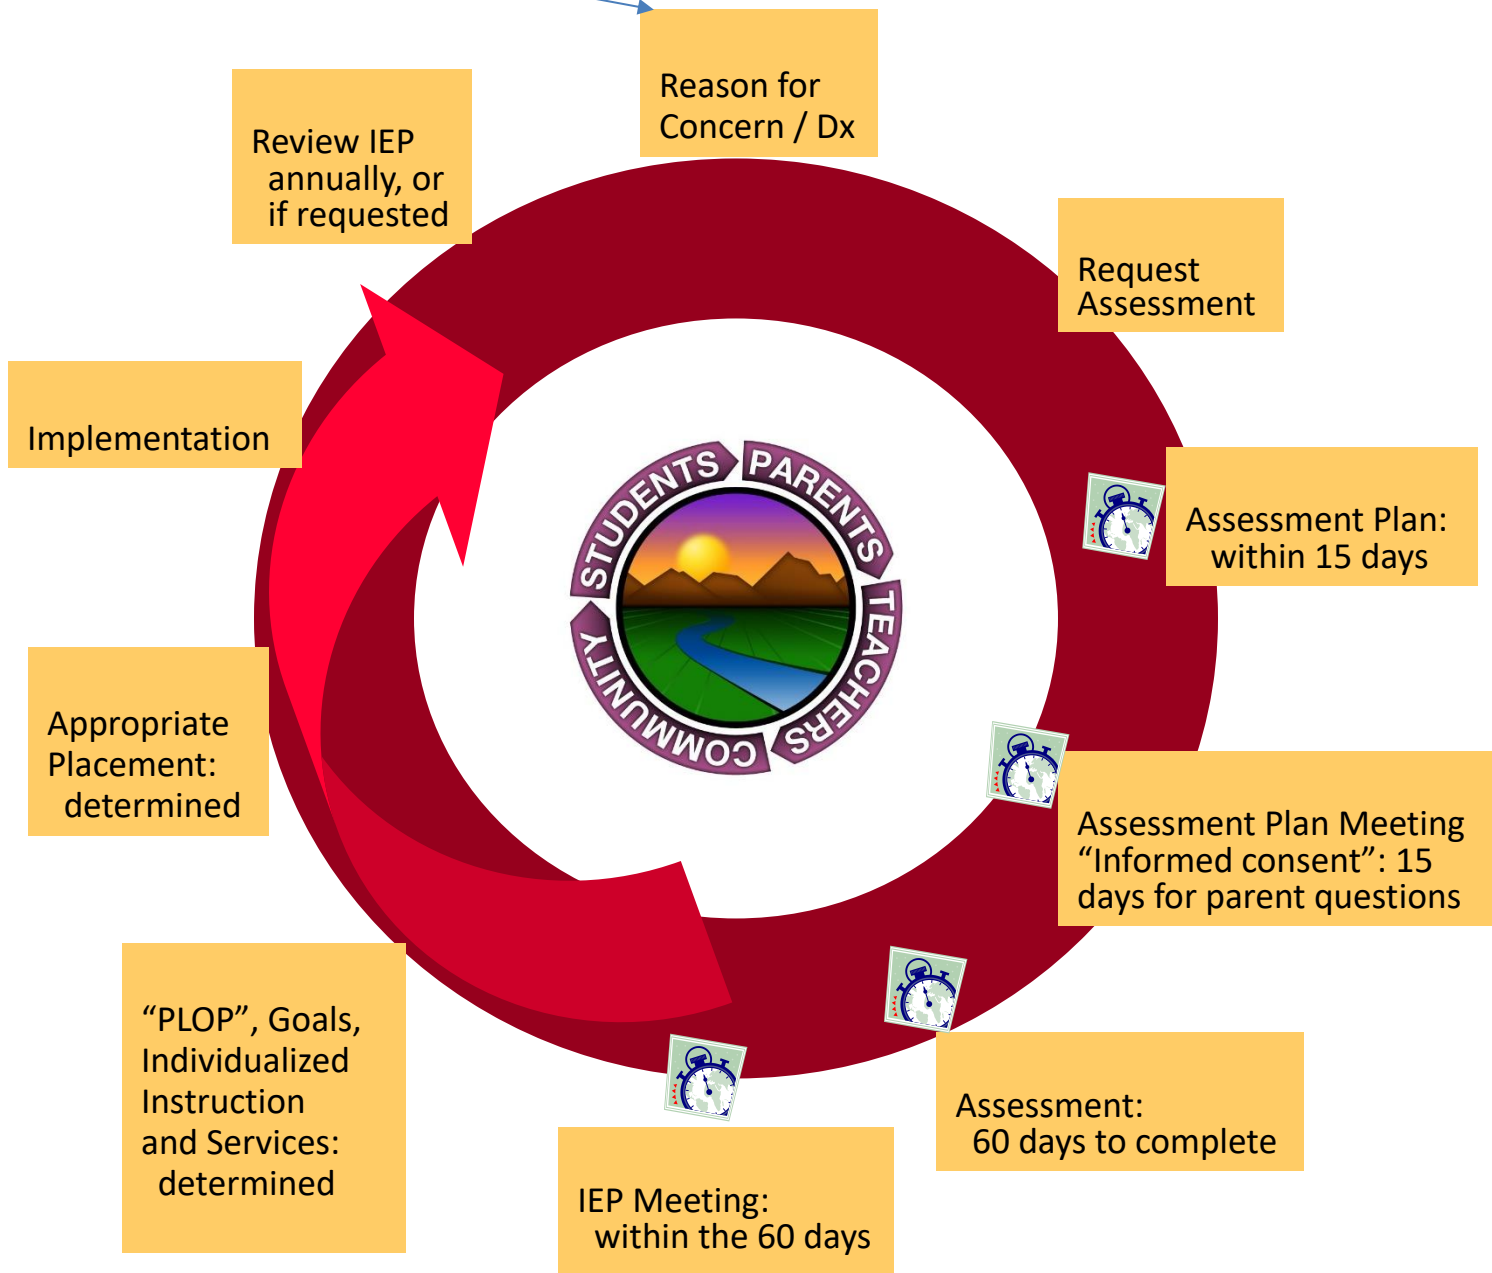 Reason for
Concern / Dx
Request
Assessment
Assessment Plan:
within 15 days
Assessment Plan Meeting
“Informed consent”: 15
days for parent questions
Assessment:
60 days to complete
IEP Meeting:
within the 60 days
“PLOP”, Goals,
Individualized
Instruction
and Services:
determined
Appropriate
Placement:
determined
Implementation
Review IEP
annually, or
if requested
STUDENTS
PARENTS
TEACHERS
COMMUNITY